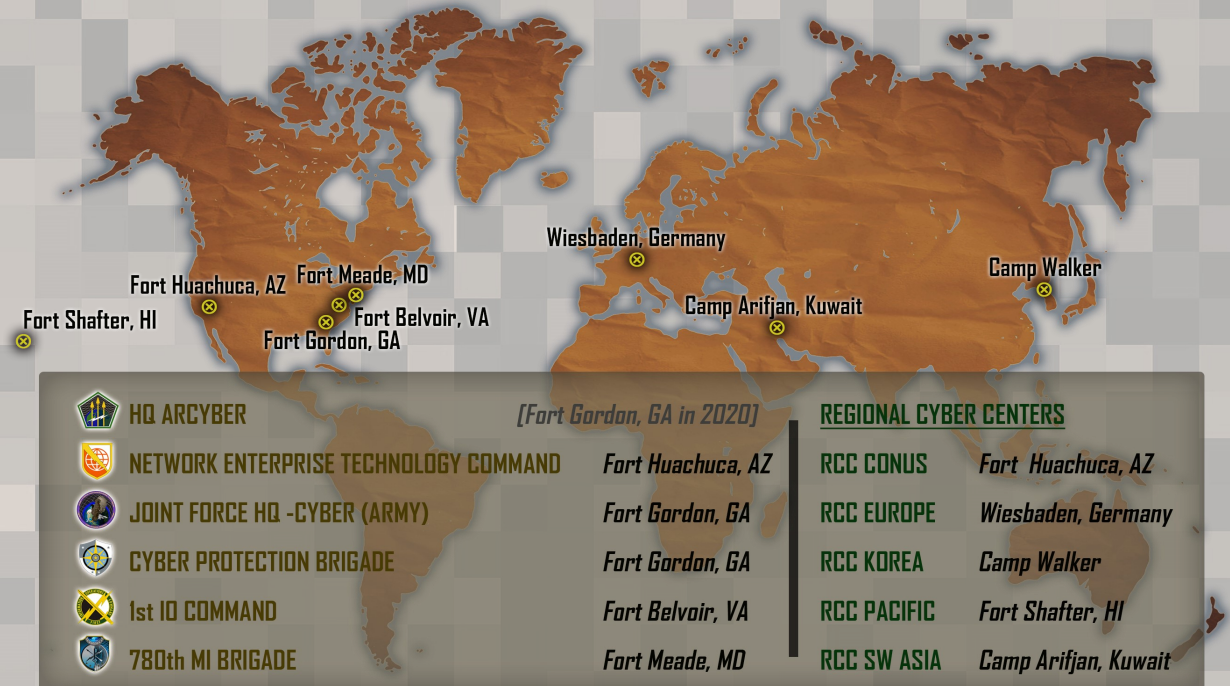 Wiesbaden, Germany
Camp Walker
Fort Huachuca, AZ
Fort Meade, MD
Camp Arifjan, Kuwait
Fort Shafter, HI
Fort Belvoir, VA
Fort Gordon, GA
HQ ARCYBER [Fort Gordon, GA in 2020]
NETWORK ENTERPRISE TECHNOLOGY COMMAND Fort Huachuca, AZ
JOINT FORCE HQ -CYBER (ARMY) Fort Gordon, GA
CYBER PROTECTION BRIGADE Fort Gordon, GA
1st IO COMMAND Fort Belvoir, VA
780th MI BRIGADE Fort Meade, MD
REGIONAL CYBER CENTERS
RCC CONUS Fort Huachuca, AZ
RCC EUROPE Wiesbaden, Germany
RCC KOREA Camp Walker
RCC PACIFIC Fort Shafter, HI
RCC SW ASIA Camp Arifjan, Kuwait